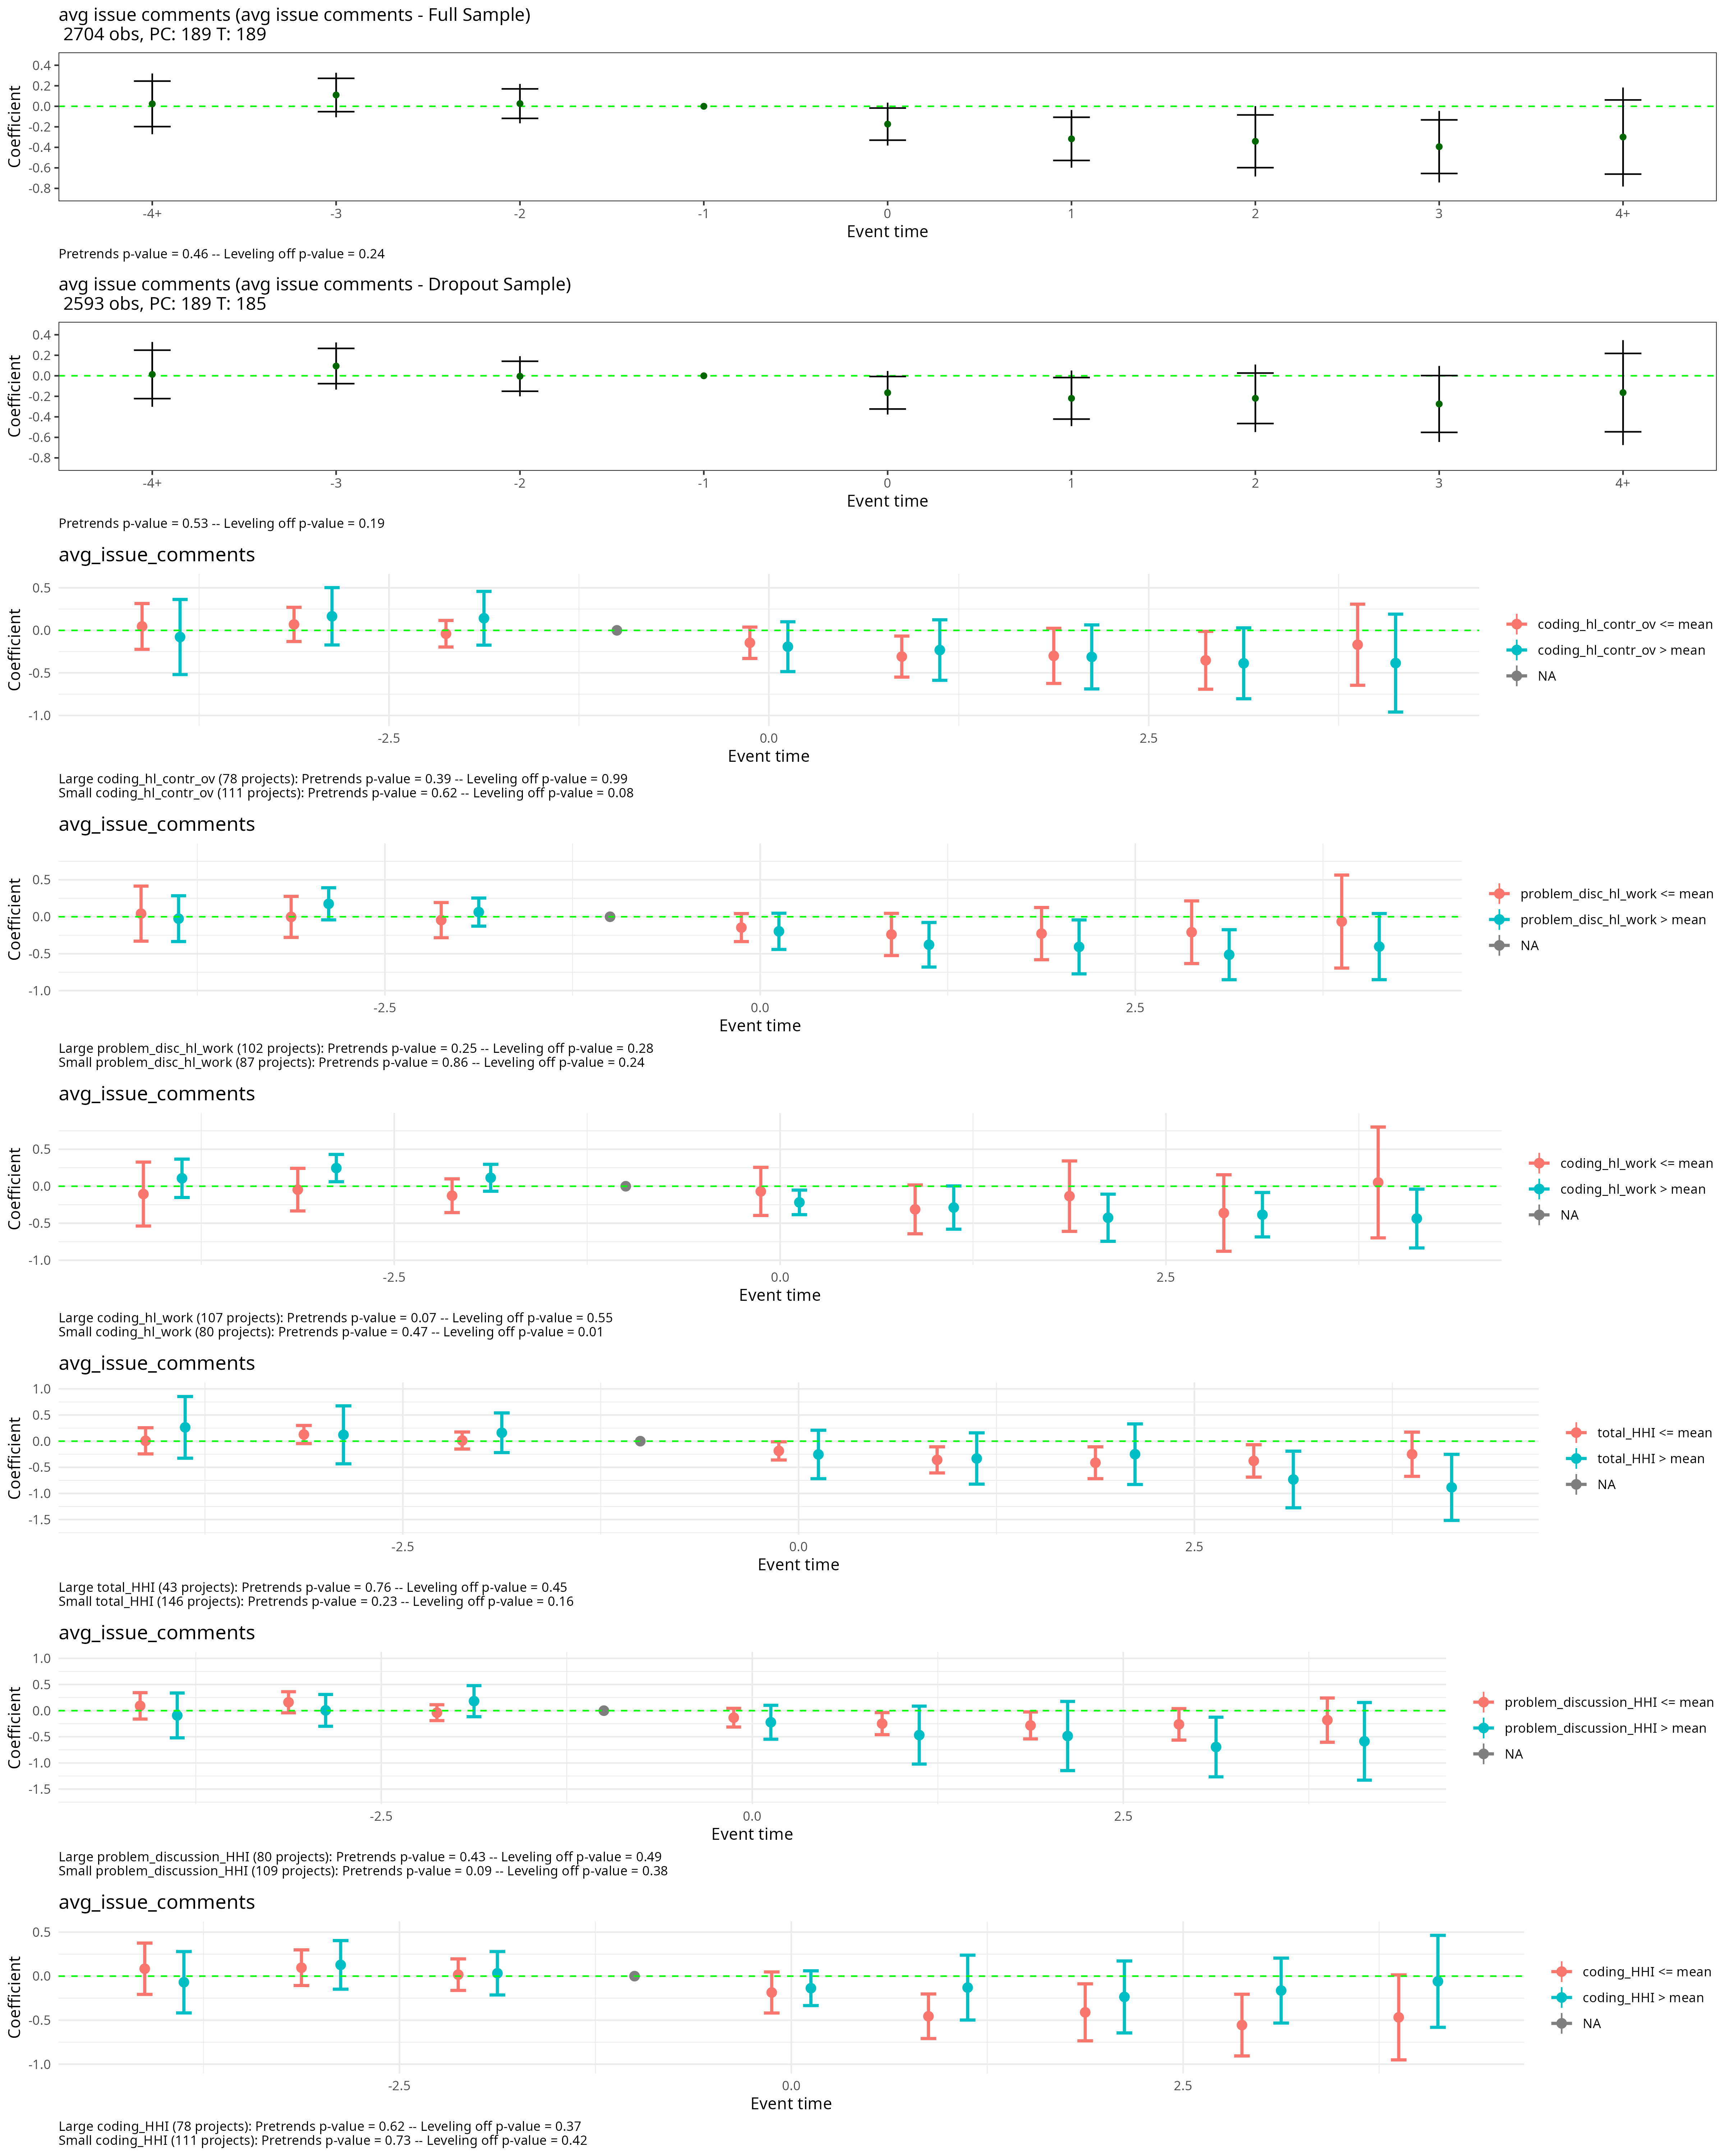 avg issue comments (avg issue comments - Full Sample)
2704 obs, PC: 189 T: 189
Coefficient
0.4
0.2
0.0
-0.2
-0.4
-0.6
-0.8
-4+ -3 -2 -1 0 1 2 3 4+
Event time
Pretrends p-value = 0.46 -- Leveling off p-value = 0.24
avg issue comments (avg issue comments - Dropout Sample)
2593 obs, PC: 189 T: 185
Coefficient
0.4
0.2
0.0
-0.2
-0.4
-0.6
-0.8
-4+ -3 -2 -1 0 1 2 3 4+
Event time
Pretrends p-value = 0.53 -- Leveling off p-value = 0.19
avg_issue_comments
Coefficient
0.5
0.0
-0.5
-1.0
-2.5 0.0 2.5
Event time
coding_hl_contr_ov <= mean
coding_hl_contr_ov > mean
NA
Large coding_hl_contr_ov (78 projects): Pretrends p-value = 0.39 -- Leveling off p-value = 0.99
Small coding_hl_contr_ov (111 projects): Pretrends p-value = 0.62 -- Leveling off p-value = 0.08
avg_issue_comments
Coefficient
0.5
0.0
-0.5
-1.0
-2.5 0.0 2.5
Event time
problem_disc_hl_work <= mean
problem_disc_hl_work > mean
NA
Large problem_disc_hl_work (102 projects): Pretrends p-value = 0.25 -- Leveling off p-value = 0.28
Small problem_disc_hl_work (87 projects): Pretrends p-value = 0.86 -- Leveling off p-value = 0.24
avg_issue_comments
Coefficient
0.5
0.0
-0.5
-1.0
-2.5 0.0 2.5
Event time
coding_hl_work <= mean
coding_hl_work > mean
NA
Large coding_hl_work (107 projects): Pretrends p-value = 0.07 -- Leveling off p-value = 0.55
Small coding_hl_work (80 projects): Pretrends p-value = 0.47 -- Leveling off p-value = 0.01
avg_issue_comments
Coefficient
1.0
0.5
0.0
-0.5
-1.0
-1.5
-2.5 0.0 2.5
Event time
total_HHI <= mean
total_HHI > mean
NA
Large total_HHI (43 projects): Pretrends p-value = 0.76 -- Leveling off p-value = 0.45
Small total_HHI (146 projects): Pretrends p-value = 0.23 -- Leveling off p-value = 0.16
avg_issue_comments
Coefficient
1.0
0.5
0.0
-0.5
-1.0
-1.5
-2.5 0.0 2.5
Event time
problem_discussion_HHI <= mean
problem_discussion_HHI > mean
NA
Large problem_discussion_HHI (80 projects): Pretrends p-value = 0.43 -- Leveling off p-value = 0.49
Small problem_discussion_HHI (109 projects): Pretrends p-value = 0.09 -- Leveling off p-value = 0.38
avg_issue_comments
Coefficient
0.5
0.0
-0.5
-1.0
-2.5 0.0 2.5
Event time
coding_HHI <= mean
coding_HHI > mean
NA
Large coding_HHI (78 projects): Pretrends p-value = 0.62 -- Leveling off p-value = 0.37
Small coding_HHI (111 projects): Pretrends p-value = 0.73 -- Leveling off p-value = 0.42